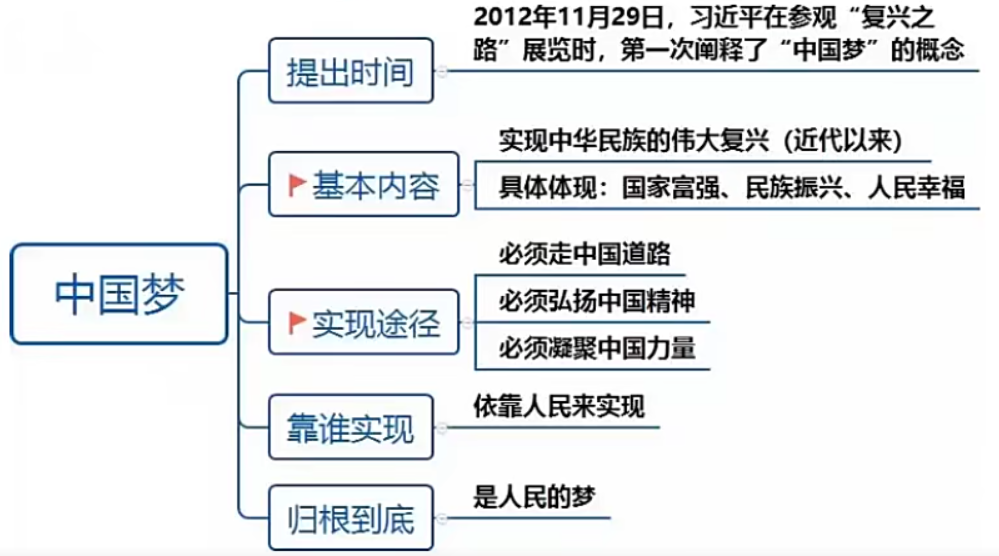 中国梦
提出时间
2012年11月29日，习近平在参观“复兴之
路”展览时，第一次阐释了“中国梦”的概念
基本内容
实现中华民族的伟大复兴（近代以来）
具体体现：国家富强、民族振兴、人民幸福
实现途径
必须走中国道路
必须弘扬中国精神
必须凝聚中国力量
靠谁实现
依靠人民来实现
归根到底
是人民的梦